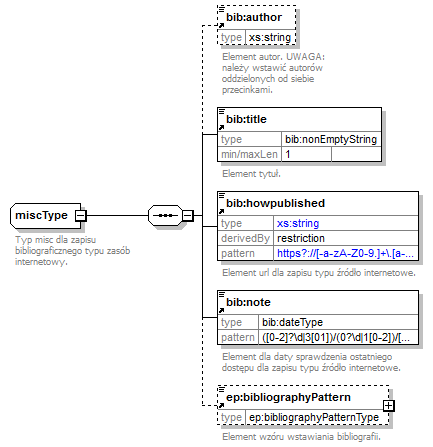 bib:author
type xs:string
Element autor. UWAGA:
należy wstawić autorów
oddzielonych od siebie
przecinkami.
bib:title
type bib:nonEmptyString
min/maxLen 1
Element tytuł.
miscType
Typ misc dla zapisu
bibliograficznego typu zasób
internetowy.
bib:howpublished
type xs:string
derivedBy restriction
pattern https?://[-a-zA-Z0-9.]+\.[a-...
Element url dla zapisu typu źródło internetowe.
bib:note
type bib:dateType
pattern ([0-2]?\d|3[01])/(0?\d|1[0-2])/[...
Element dla daty sprawdzenia ostatniego
dostępu dla zapisu typu źródło internetowe.
ep:bibliographyPattern
type ep:bibliographyPatternType
Element wzóru wstawiania bibliografii.